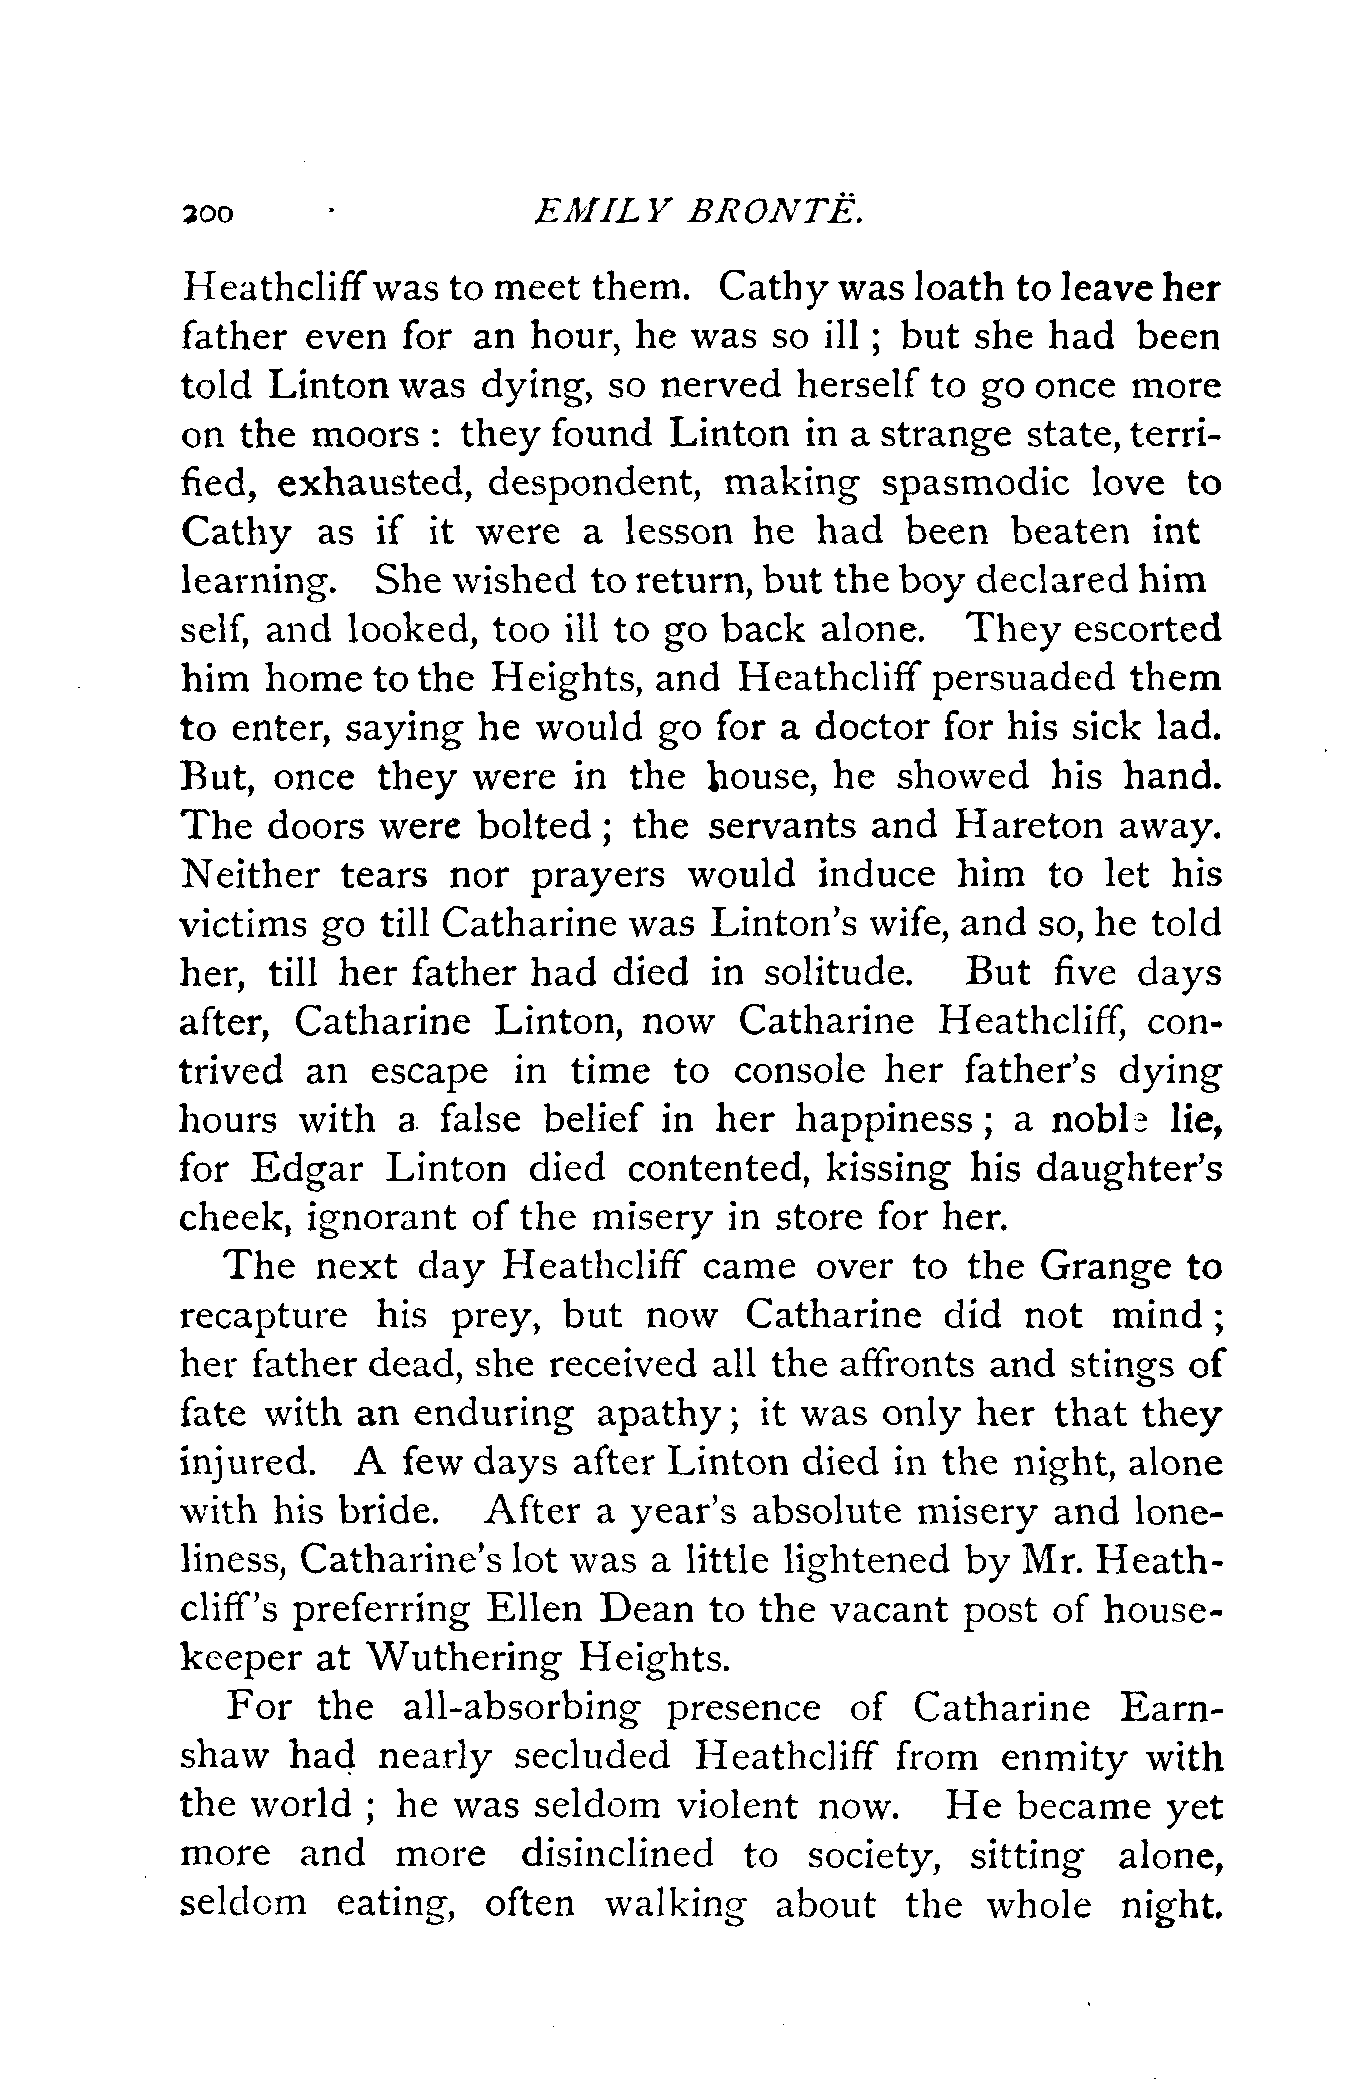 200 EMILY BRONTË.
Heathcliff was to meet them. Cathy was loath to leave her
father even for an hour, he was so ill ; but she had been
told Linton was dying, so nerved herself to go once more
on the moors : they found Linton in a strange state, terri-
fied, exhausted, despondent, making spasmodic love to
Cathy as if it were a lesson he had been beaten int
learning. She wished to return, but the boy declared him
self, and looked, too ill to go back alone. They escorted
him home to the Heights, and Heathcliff persuaded them
to enter, saying he would go for a doctor for his sick lad.
But, once they were in the house, he showed his hand.
The doors were bolted ; the servants and Hareton away.
Neither tears nor prayers would induce him to let his
victims go till Catharine was Linton's wife, and so, he told
her, till her father had died in solitude. But five days
after, Catharine Linton, now Catharine Heathcliff, con-
trived an escape in time to console her father's dying
hours with a false belief in her happiness ; a noble lie,
for Edgar Linton died contented, kissing his daughter's
cheek, ignorant of the misery in store for her.
The next day Heathcliff came over to the Grange to
recapture his prey, but now Catharine did not mind ;
her father dead, she received all the affronts and stings of
fate with an enduring apathy ; it was only her that they
injured. A few days after Linton died in the night, alone
with his bride. After a year's absolute misery and lone-
liness, Catharine's lot was a little lightened by Mr. Heath-
cliff's preferring Ellen Dean to the vacant post of house-
keeper at Wuthering Heights.
For the all-absorbing presence of Catharine Earn-
shaw had nearly secluded Heathcliff from enmity with
the world ; he was seldom violent now. He became yet
more and more disinclined to society, sitting alone,
seldom eating, often walking about the whole night.